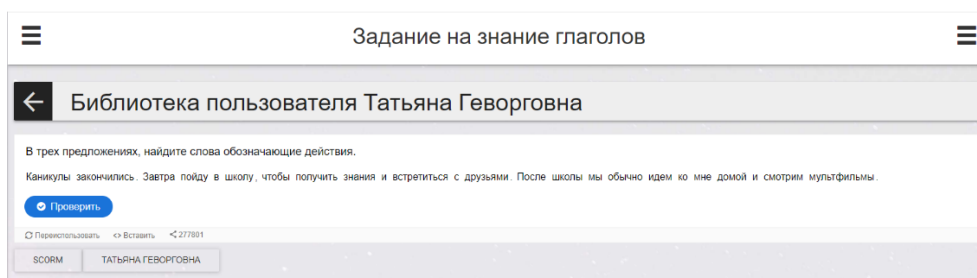 Задание на знание глаголов
Библиотека пользователя Татьяна Геворговна
В трех предложениях, найдите слова обозначающие действия.
Каникулы закончились. Завтра пойду в школу, чтобы получить знания и встретиться с друзьями. После школы мы обычно идем ко мне домой и смотрим мультфильмы.
Проверить
Переиспользовать <> Вставить 277801
SCORM ТАТЬЯНА ГЕВОРГОВНА